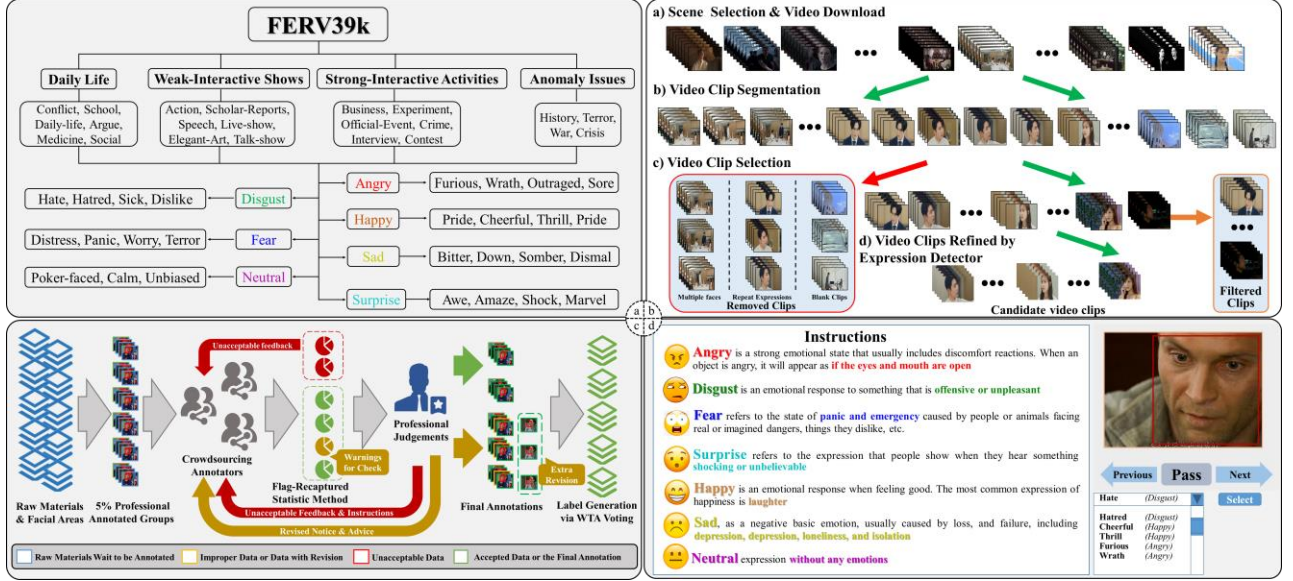 FERV39k
Daily Life
Weak-Interactive Shows
Strong-Interactive Activities
Anomaly Issues
Conflict, School,
Daily-life, Argue,
Medicine, Social
Action, Scholar-Reports,
Speech, Live-show,
Elegant-Art, Talk-show
Business, Experiment,
Official-Event, Crime,
Interview, Contest
History, Terror,
War, Crisis
Angry
Furious, Wrath, Outraged, Sore
Hate, Hatred, Sick, Dislike
Disgust
Happy
Pride, Cheerful, Thrill, Pride
Distress, Panic, Worry, Terror
Fear
Sad
Bitter, Down, Somber, Dismal
Poker-faced, Calm, Unbiased
Neutral
Surprise
Awe, Amaze, Shock, Marvel
a) Scene Selection & Video Download
b) Video Clip Segmentation
c) Video Clip Selection
Multiple faces
Repeat Expressions
Blank Clips
Removed Clips
d) Video Clips Refined by
Expression Detector
Candidate video clips
Filtered
Clips
a b
c d
Unacceptable feedback
Crowdsourcing
Annotators
Warnings
for Check
Flag-Recaptured
Statistic Method
Professional
Judgements
Extra
Revision
Raw Materials
& Facial Areas
5% Professional
Annotated Groups
Unacceptable Feedback & Instructions
Revised Notice & Advice
Final Annotations
Label Generation
via WTA Voting
Raw Materials Wait to be Annotated
Improper Data or Data with Revision
Unacceptable Data
Accepted Data or the Final Annotation
Instructions
Angry is a strong emotional state that usually includes discomfort reactions. When an
object is angry, it will appear as if the eyes and mouth are open
Disgust is an emotional response to something that is offensive or unpleasant
Fear refers to the state of panic and emergency caused by people or animals facing
real or imagined dangers, things they dislike, etc.
Surprise refers to the expression that people show when they hear something
shocking or unbelievable
Happy is an emotional response when feeling good. The most common expression of
happiness is laughter
Sad, as a negative basic emotion, usually caused by loss, and failure, including
depression, depression, loneliness, and isolation
Neutral expression without any emotions
Previous
Pass
Next
Hate (Disgust)
Select
Hatred (Disgust)
Cheerful (Happy)
Thrill (Happy)
Furious (Angry)
Wrath (Angry)